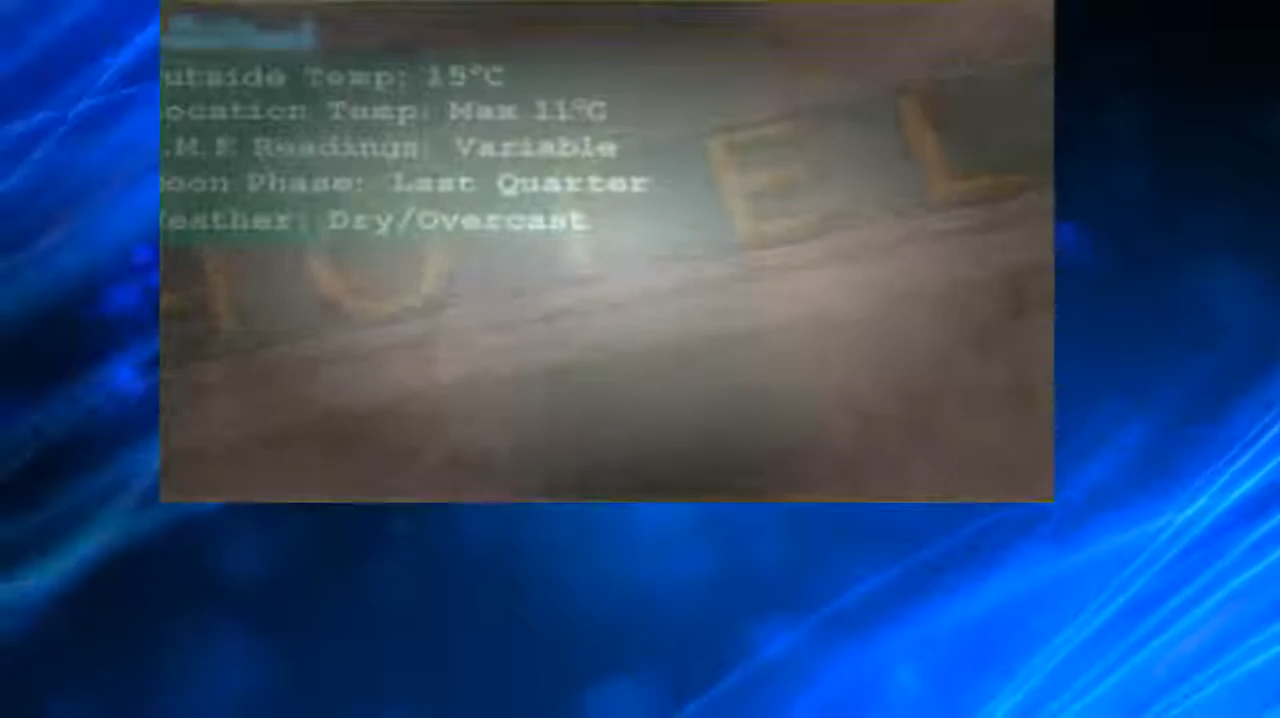 utside Temp: 15°C
ocation Temp: Max 11°C
.M.F Readings: Variable
oon Phase: Last Quarter
eather: Dry/Overcast
E L